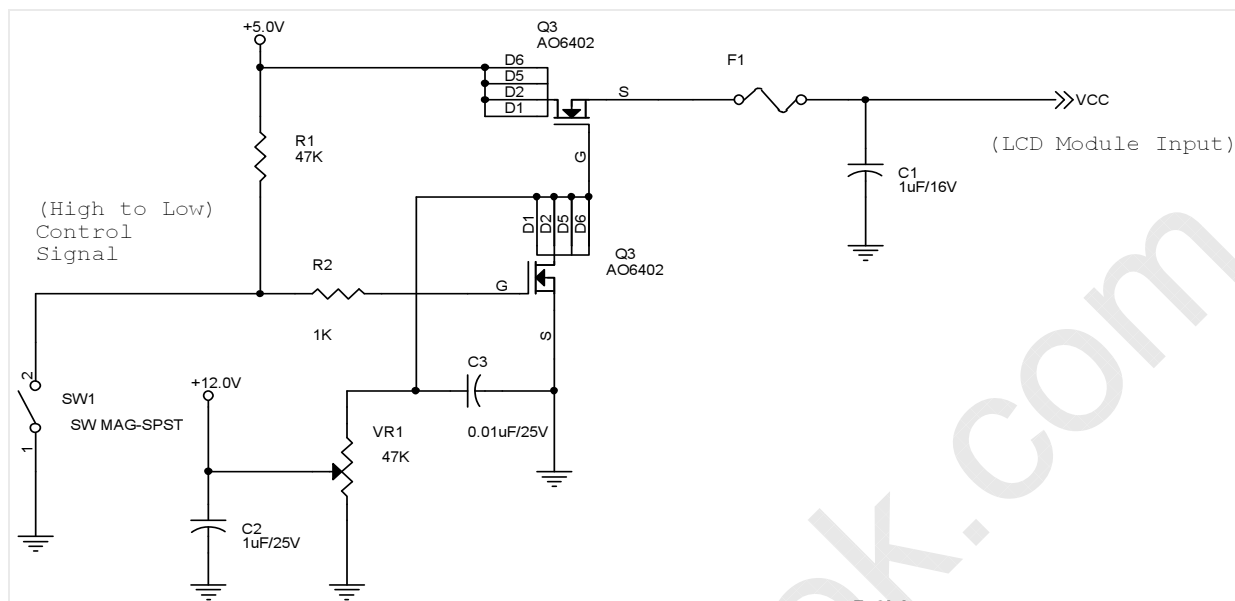 +5.0V
Q3
AO6402
D6
D5
D2
D1
S
F1
VCC
(LCD Module Input)
R1
47K
G
C1
1uF/16V
(High to Low)
Control
Signal
D1
D2
D5
D6
Q3
AO6402
R2
G
1K
S
C3
0.01uF/25V
+12.0V
2
SW1
SW MAG-SPST
1
VR1
47K
C2
1uF/25V
ok.com